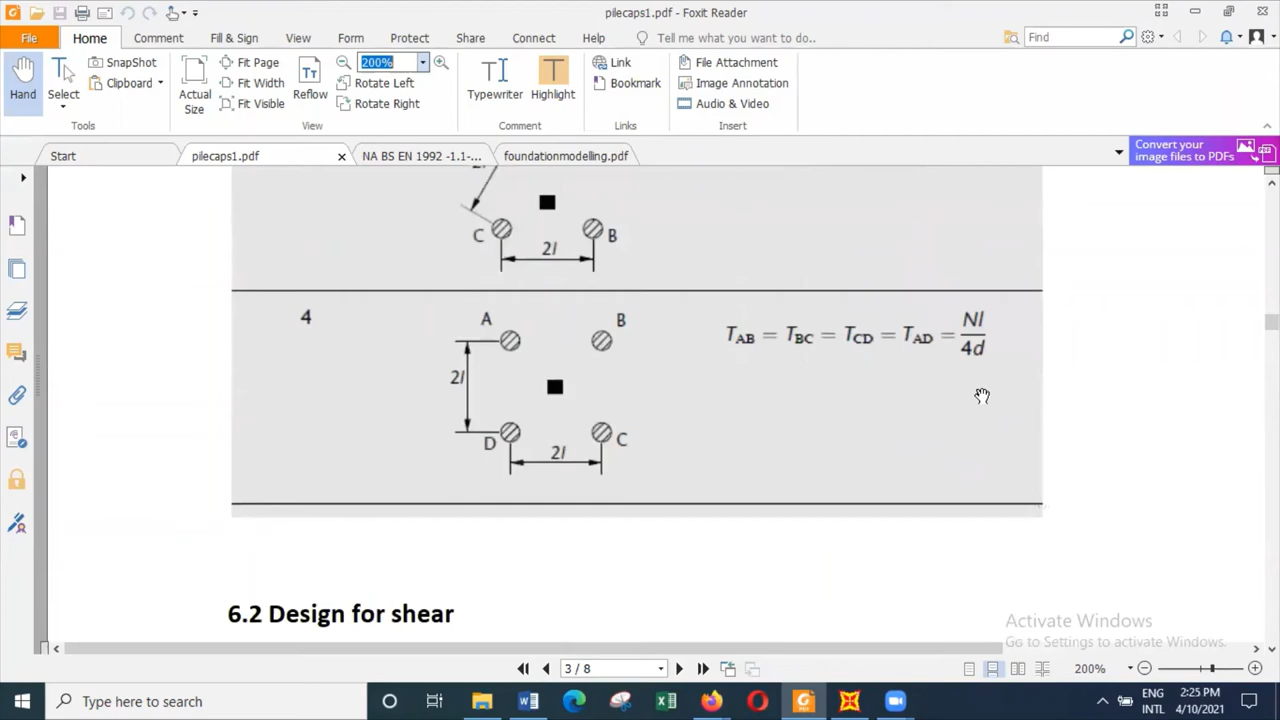 pilecaps1.pdf - Foxit Reader
File Home Comment Fill & Sign View Form Protect Share Connect Help Tell me what you want to do.. Find
Hand
Select
SnapShot
Clipboard
Actual Size
Fit Page
Fit Width
Fit Visible
Reflow
200%
Rotate Left
Rotate Right
Typewriter
Highlight
Link
Bookmark
File Attachment
Image Annotation
Audio & Video
Tools View Comment Links Insert
Start pilecaps1.pdf NA BS EN 1992 -1.1-... foundationmodelling.pdf
Convert your
image files to PDFs
C B
2l
4 A B
T_AB = T_BC = T_CD = T_AD = Nl/4d
2l
D C
2l
6.2 Design for shear
Activate Windows
Go to Settings to activate Windows.
3 / 8 200%
Type here to search
ENG
INTL
2:25 PM
4/10/2021